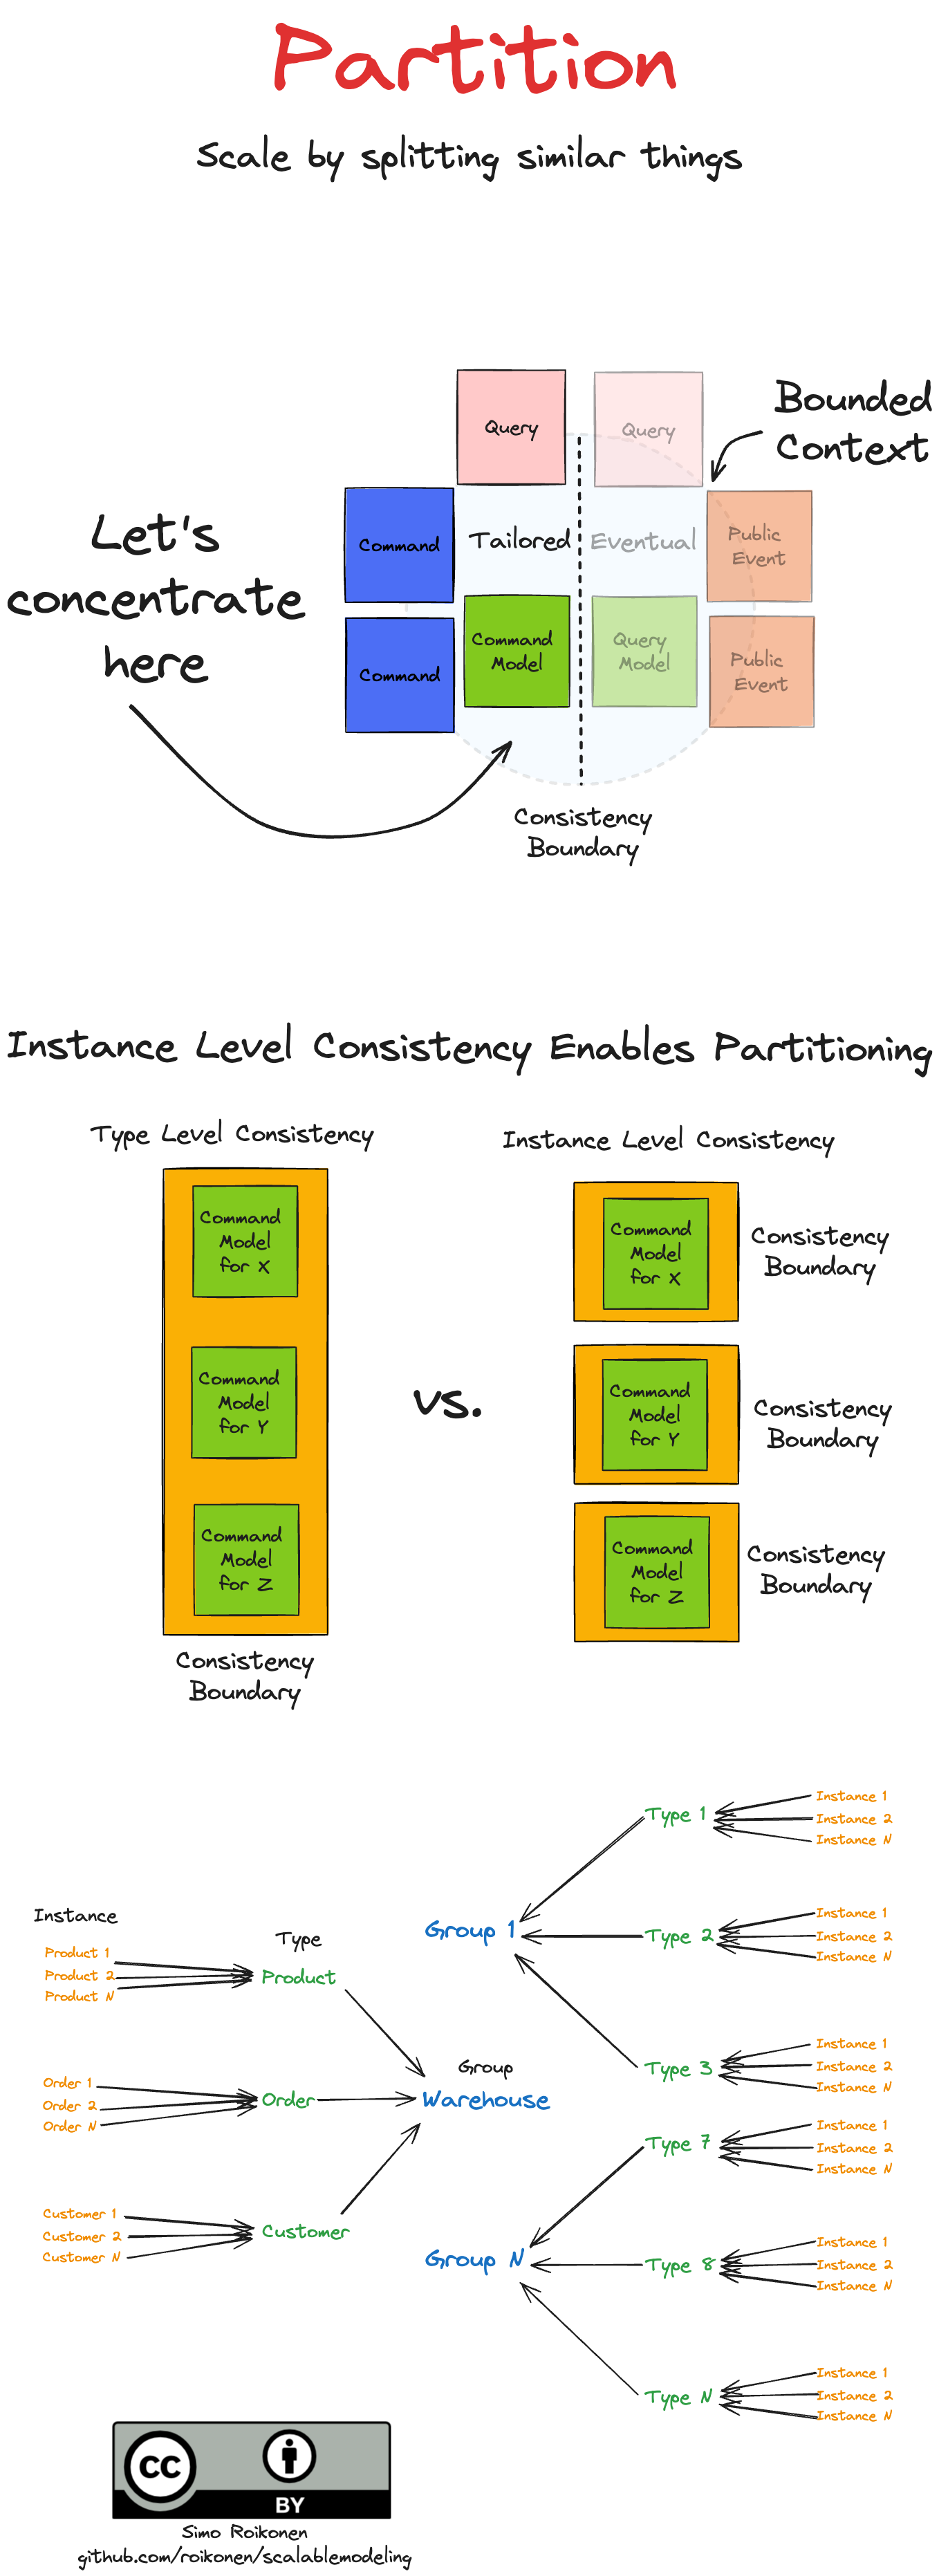 Partition
Scale by splitting similar things
Query
Query
Bounded
Context
Let's
concentrate
here
Command
Tailored
Eventual
Public
Event
Command
Command
Model
Query
Model
Public
Event
Consistency
Boundary
Instance Level Consistency Enables Partitioning
Type Level Consistency
Command
Model
for X
Command
Model
for Y
Command
Model
for Z
Consistency
Boundary
vs.
Instance Level Consistency
Command
Model
for X
Consistency
Boundary
Command
Model
for Y
Consistency
Boundary
Command
Model
for Z
Consistency
Boundary
Instance
Product 1
Product 2
Product N
Type
Product
Order 1
Order 2
Order N
Order
Customer 1
Customer 2
Customer N
Customer
Group
Warehouse
Group 1
Type 1
Instance 1
Instance 2
Instance N
Type 2
Instance 1
Instance 2
Instance N
Type 3
Instance 1
Instance 2
Instance N
Group N
Type 7
Instance 1
Instance 2
Instance N
Type 8
Instance 1
Instance 2
Instance N
Type N
Instance 1
Instance 2
Instance N
CC
BY
Simo Roikonen
github.com/roikonen/scalablemodeling